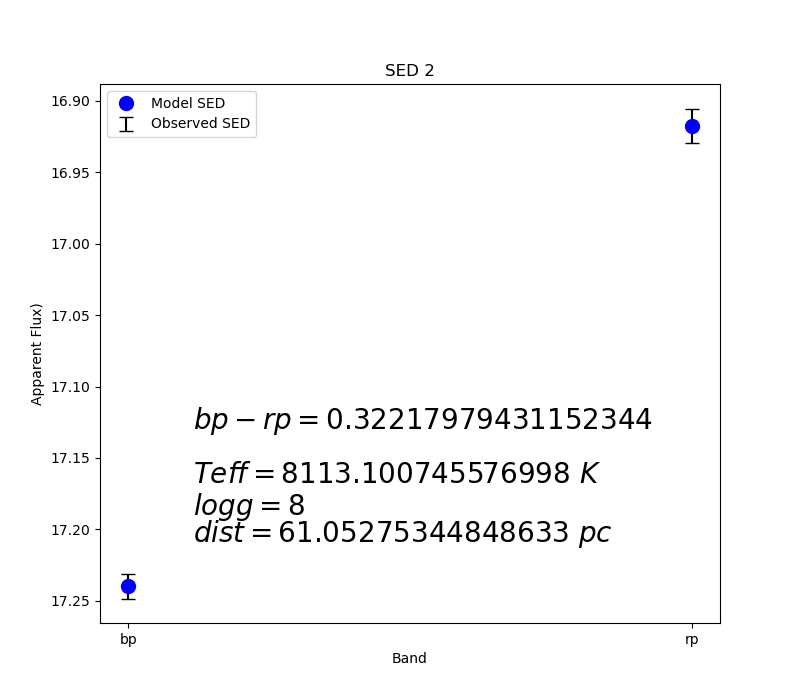 SED 2
Model SED
Observed SED
16.90
16.95
17.00
17.05
17.10
17.15
17.20
17.25
Apparent Flux)
bp − rp = 0.32217979431152344
Teff = 8113.100745576998 K
logg = 8
dist = 61.05275344848633 pc
bp
rp
Band